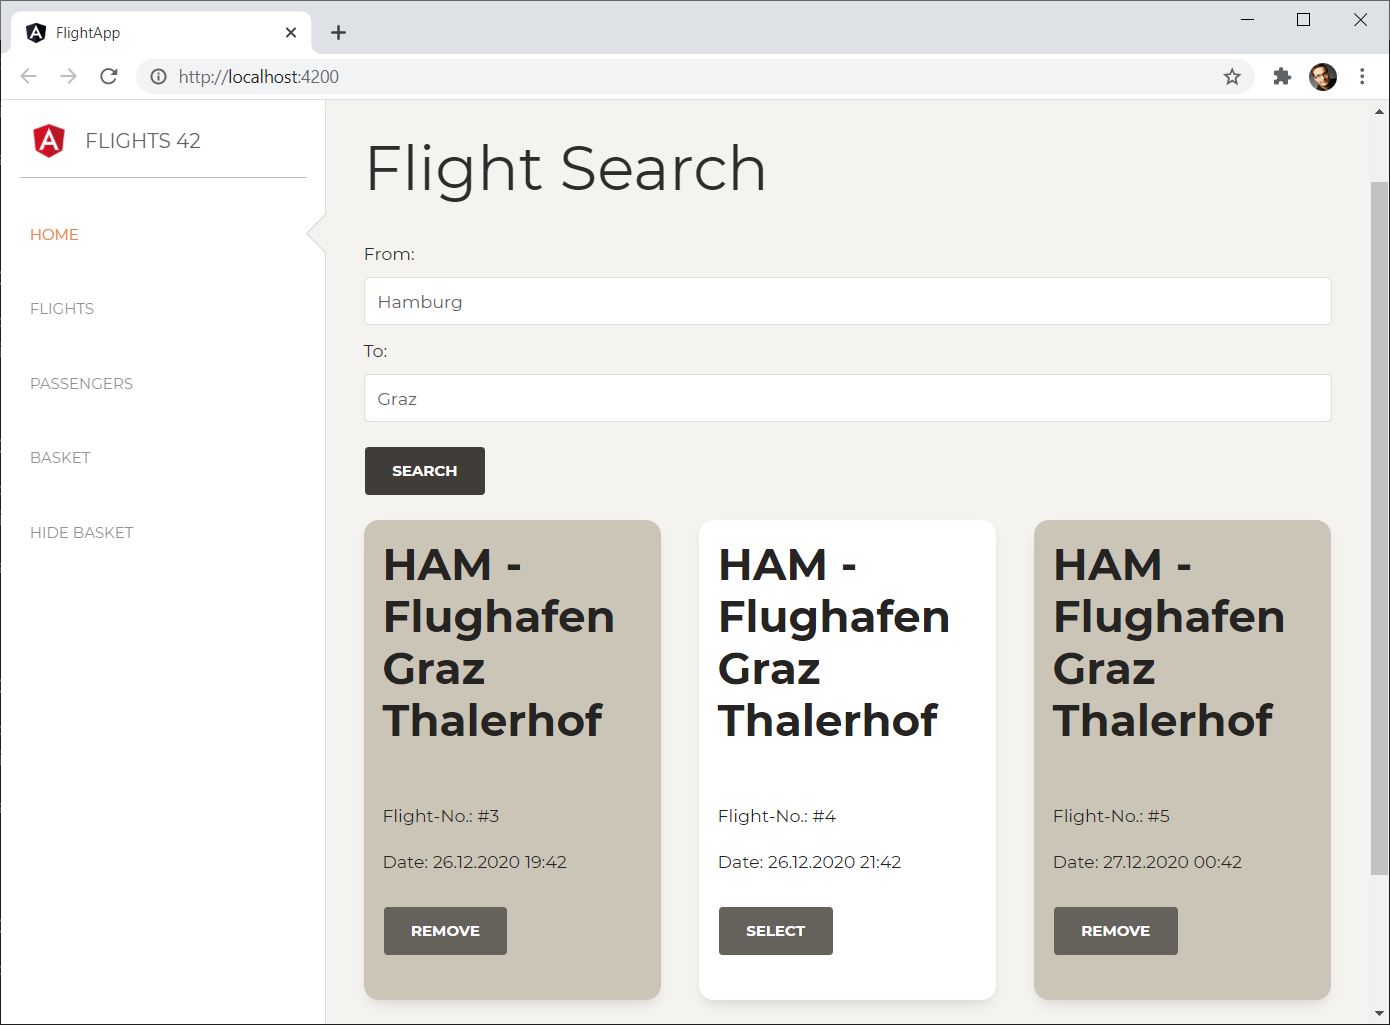 FlightApp
http://localhost:4200
FLIGHTS 42
HOME
FLIGHTS
PASSENGERS
BASKET
HIDE BASKET
Flight Search
From:
Hamburg
To:
Graz
SEARCH
HAM -
Flughafen
Graz
Thalerhof
Flight-No.: #3
Date: 26.12.2020 19:42
REMOVE
HAM -
Flughafen
Graz
Thalerhof
Flight-No.: #4
Date: 26.12.2020 21:42
SELECT
HAM -
Flughafen
Graz
Thalerhof
Flight-No.: #5
Date: 27.12.2020 00:42
REMOVE